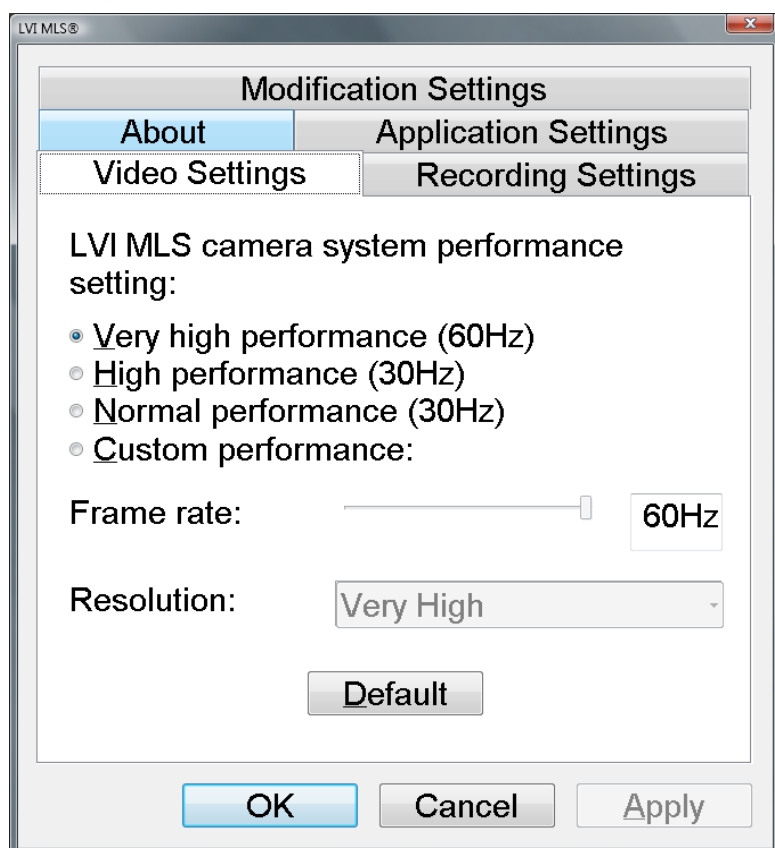 LVI MLS®
Modification Settings
About Application Settings
Video Settings Recording Settings
LVI MLS camera system performance
setting:
Very high performance (60Hz)
High performance (30Hz)
Normal performance (30Hz)
Custom performance:
Frame rate: 60Hz
Resolution: Very High
Default
OK Cancel Apply